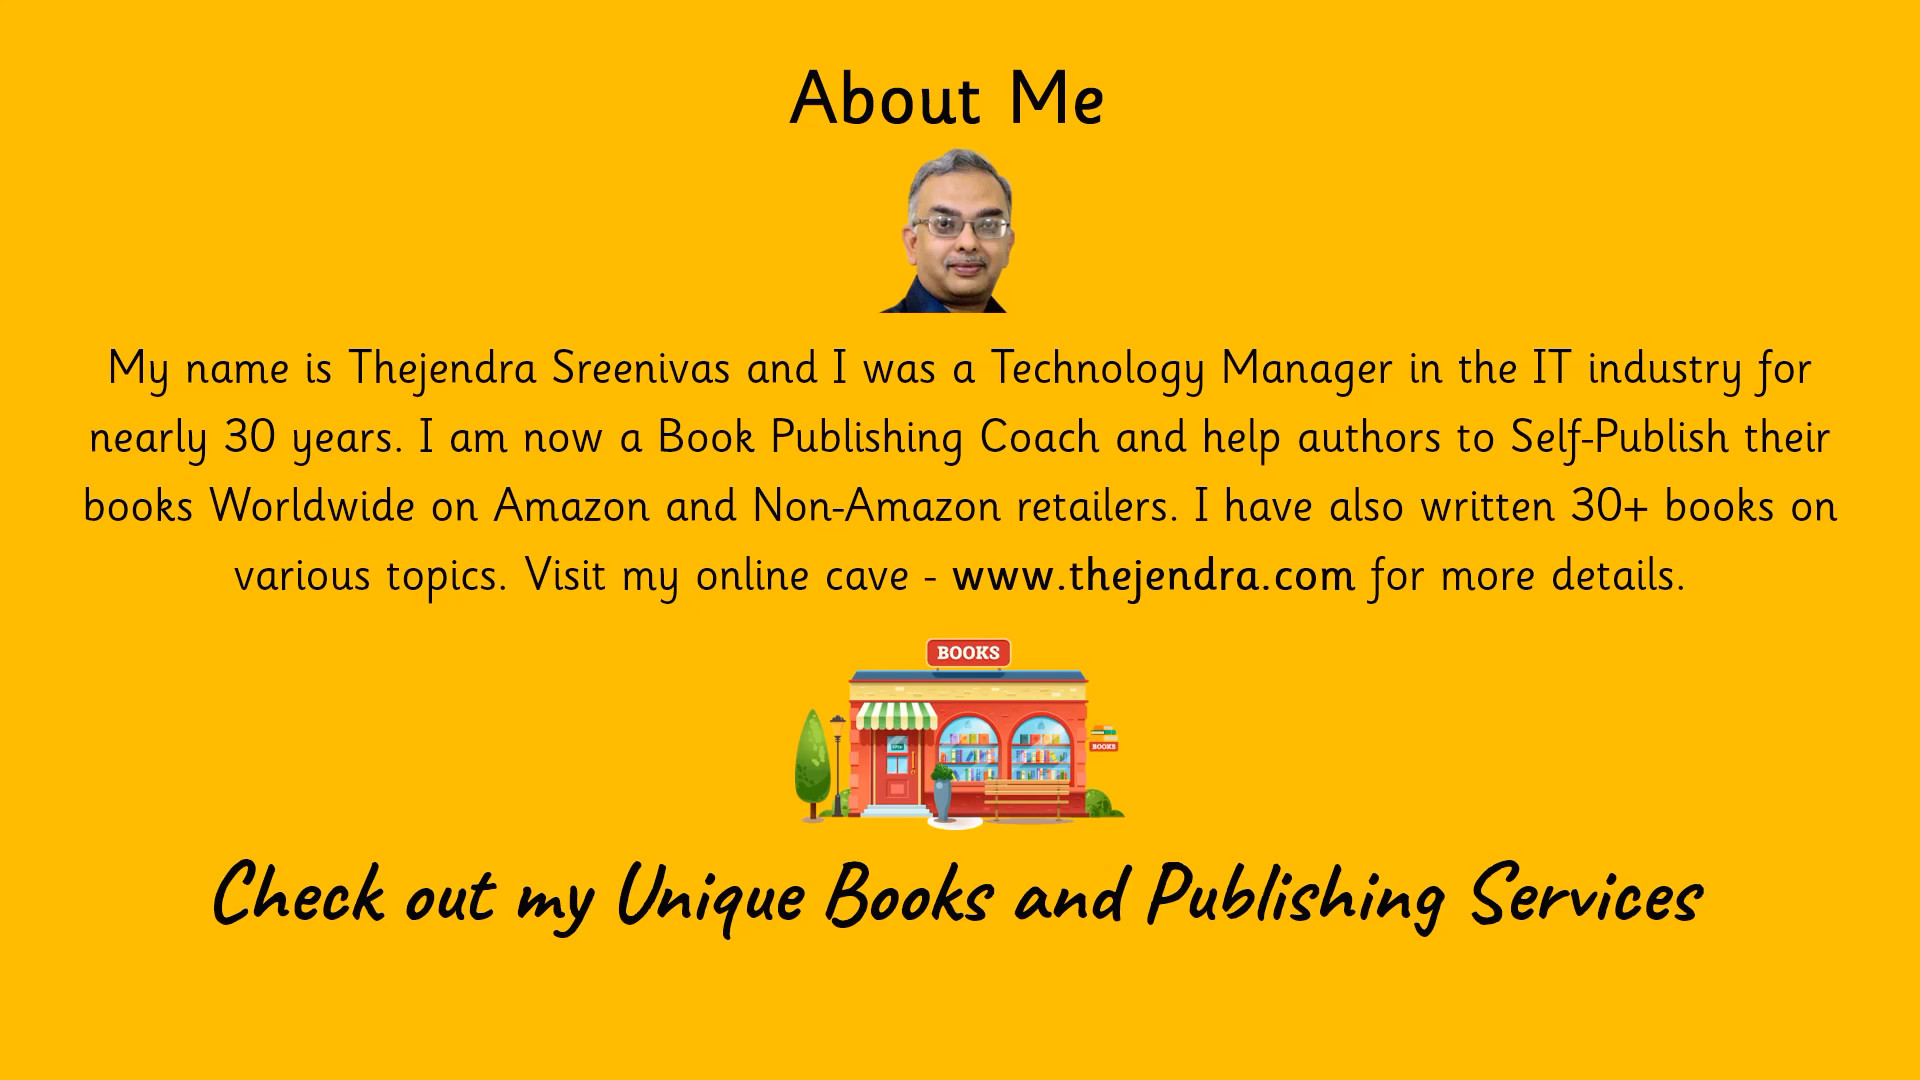 About Me
My name is Thejendra Sreenivas and I was a Technology Manager in the IT industry for
nearly 30 years. I am now a Book Publishing Coach and help authors to Self-Publish their
books Worldwide on Amazon and Non-Amazon retailers. I have also written 30+ books on
various topics. Visit my online cave - www.thejendra.com for more details.
BOOKS
BOOKS
Check out my Unique Books and Publishing Services